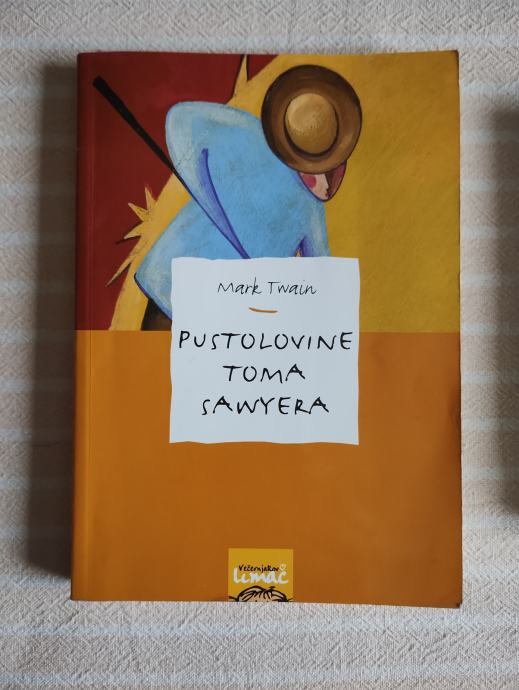 Mark Twain
PUSTOLOVINE
TOMA
SAWYERA
Večernjakov
limač